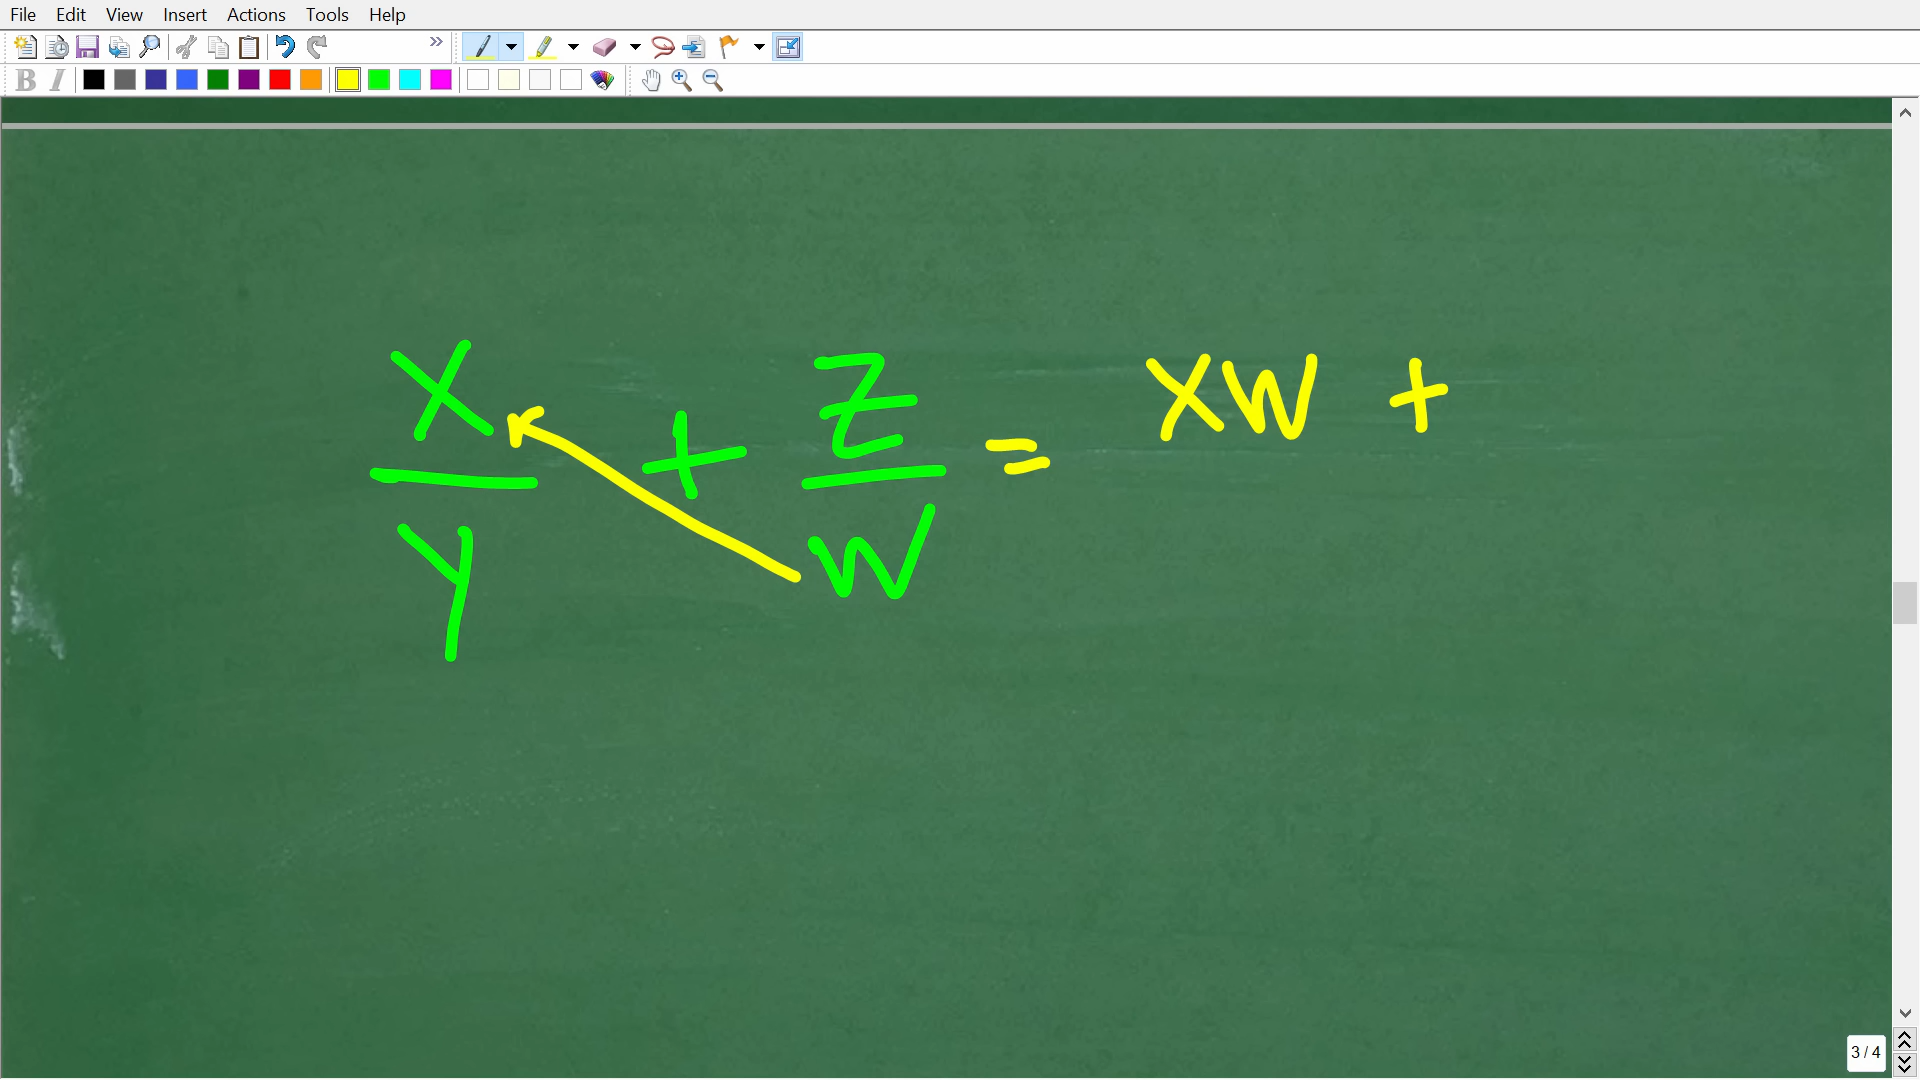 File Edit View Insert Actions Tools Help
B I
X/Y + Z/W = XW +
3 / 4